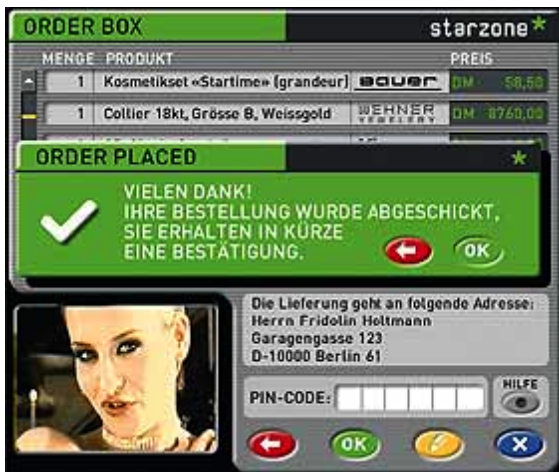 ORDER BOX
starzone*
MENGE PRODUKT PREIS
1 Kosmetikset «Startime» (grandeur) BAUER DM 58,50
1 Collier 18kt, Grösse B, Weissgold WEHNER JEWELERY DM 8760,00
ORDER PLACED *
VIELEN DANK!
IHRE BESTELLUNG WURDE ABGESCHICKT,
SIE ERHALTEN IN KÜRZE
EINE BESTÄTIGUNG.
OK
Die Lieferung geht an folgende Adresse:
Herrn Fridolin Holtmann
Garagengasse 123
D-10000 Berlin 61
PIN-CODE:
HILFE
OK